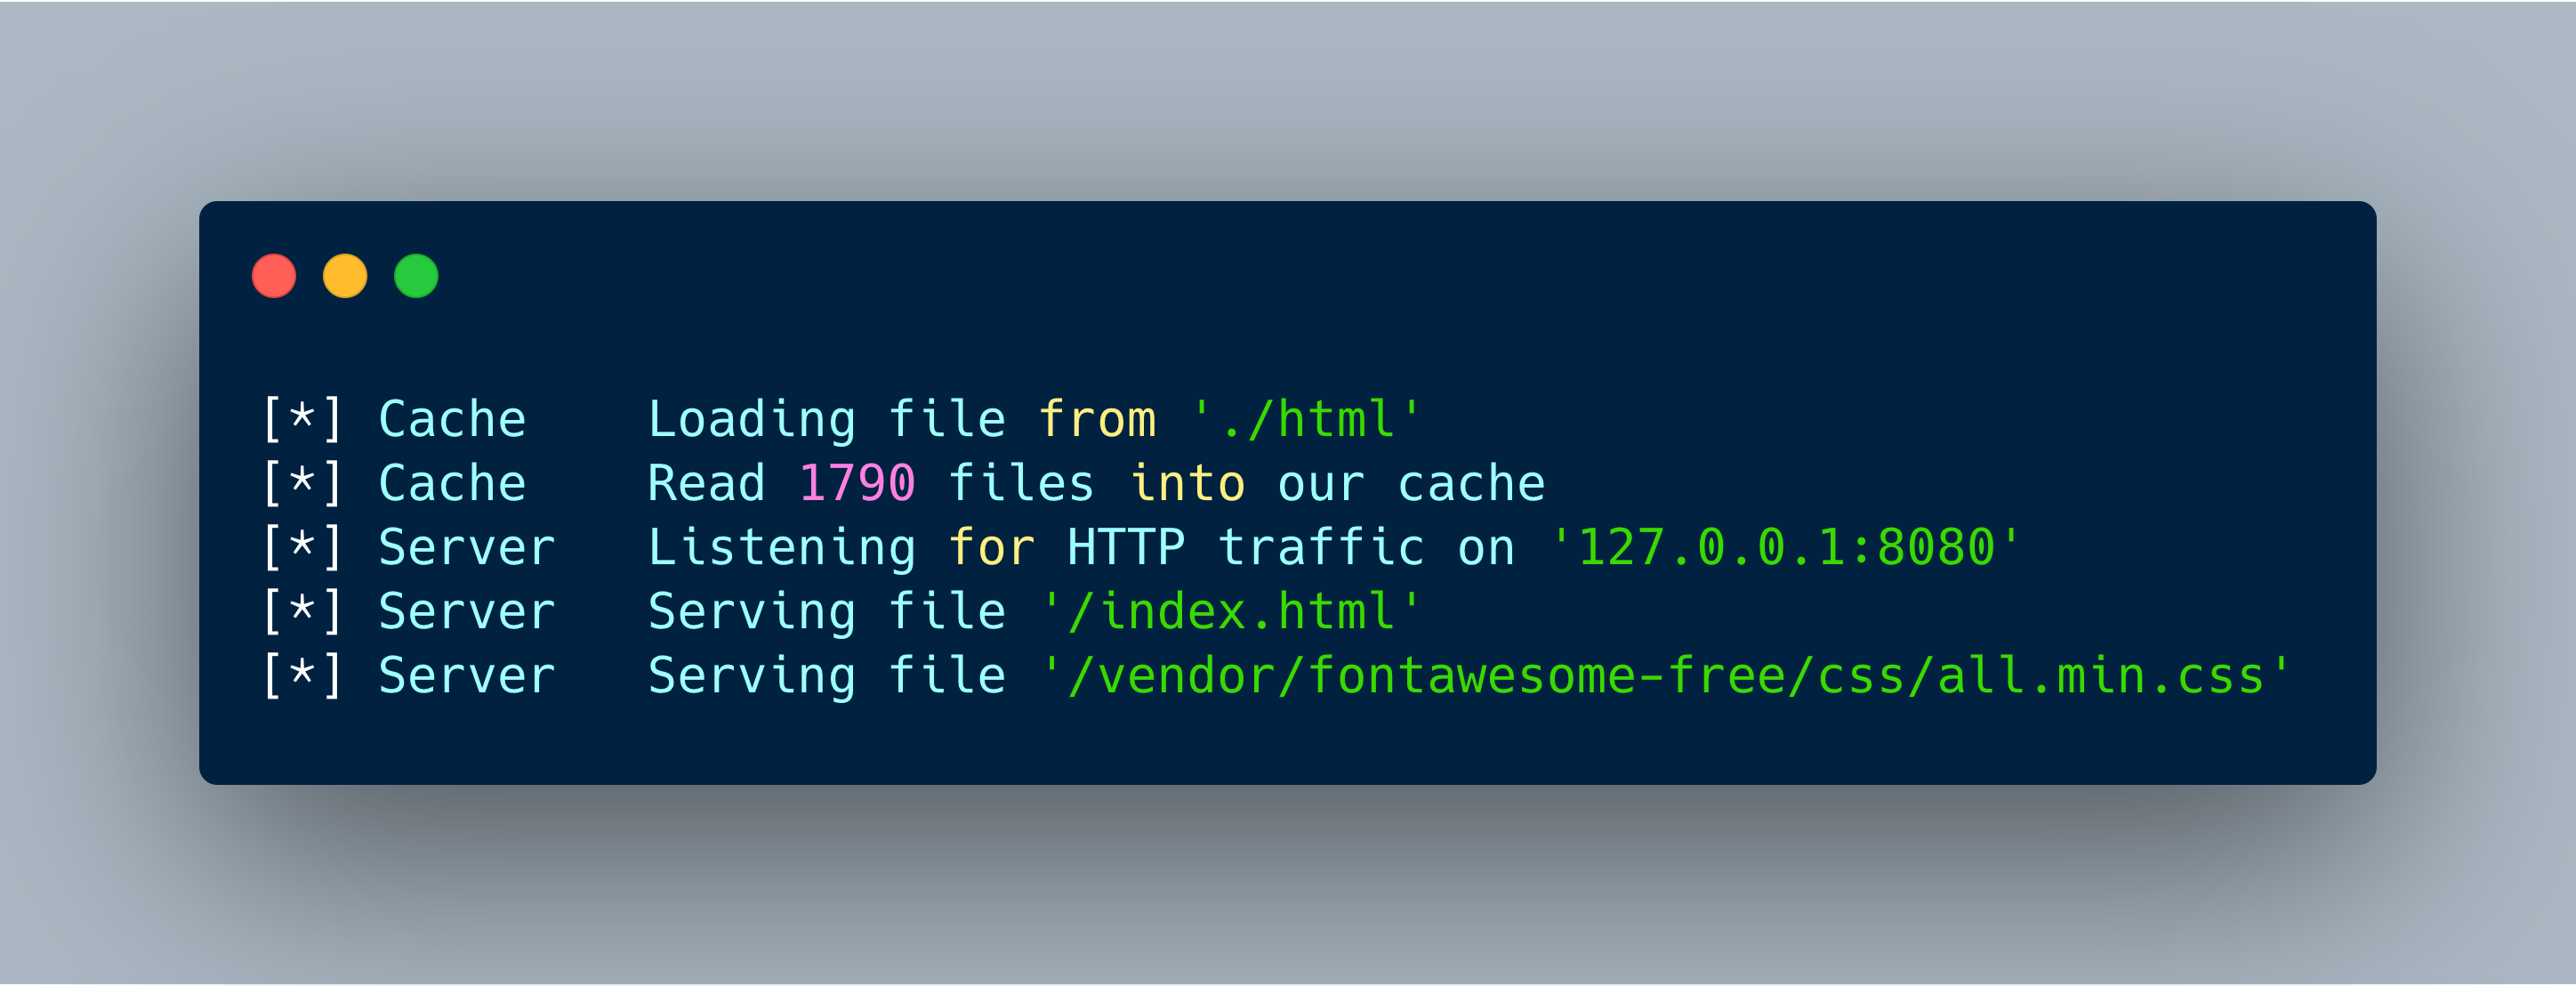 [*] Cache    Loading file from './html'
[*] Cache    Read 1790 files into our cache
[*] Server   Listening for HTTP traffic on '127.0.0.1:8080'
[*] Server   Serving file '/index.html'
[*] Server   Serving file '/vendor/fontawesome-free/css/all.min.css'